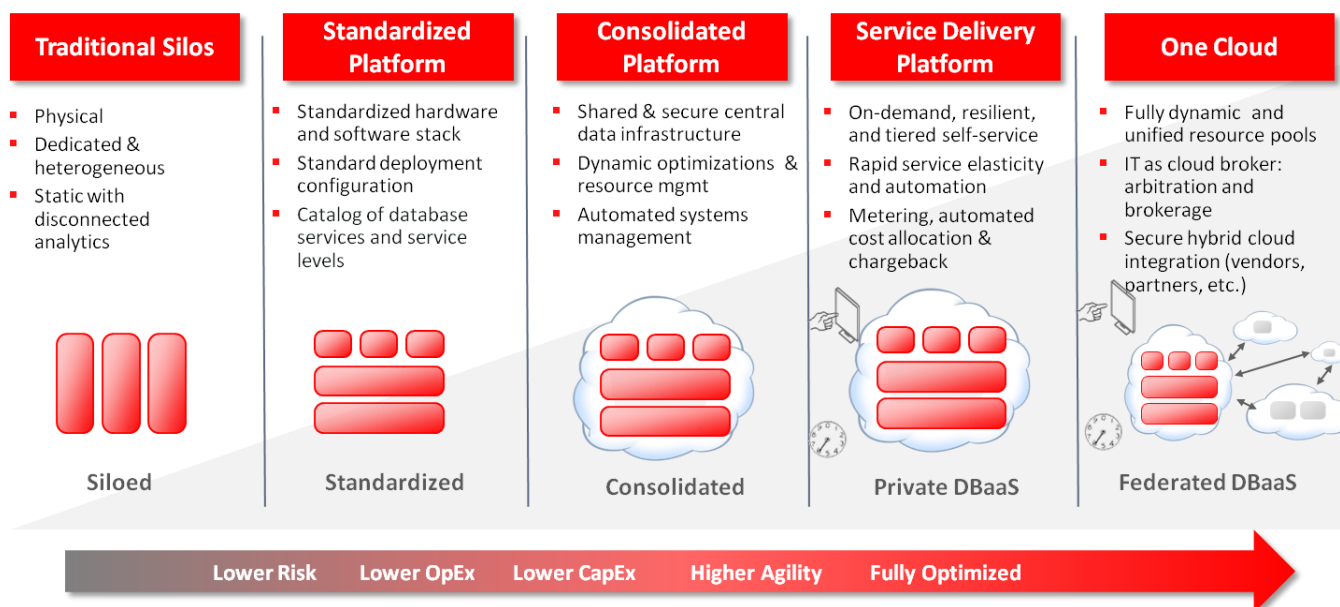 Traditional Silos
Physical
Dedicated &
heterogeneous
Static with
disconnected
analytics
Siloed
Standardized
Platform
Standardized hardware
and software stack
Standard deployment
configuration
Catalog of database
services and service
levels
Standardized
Consolidated
Platform
Shared & secure central
data infrastructure
Dynamic optimizations &
resource mgmt
Automated systems
management
Consolidated
Service Delivery
Platform
On-demand, resilient,
and tiered self-service
Rapid service elasticity
and automation
Metering, automated
cost allocation &
chargeback
Private DBaaS
One Cloud
Fully dynamic and
unified resource pools
IT as cloud broker:
arbitration and
brokerage
Secure hybrid cloud
integration (vendors,
partners, etc.)
Federated DBaaS
Lower Risk Lower OpEx Lower CapEx Higher Agility Fully Optimized